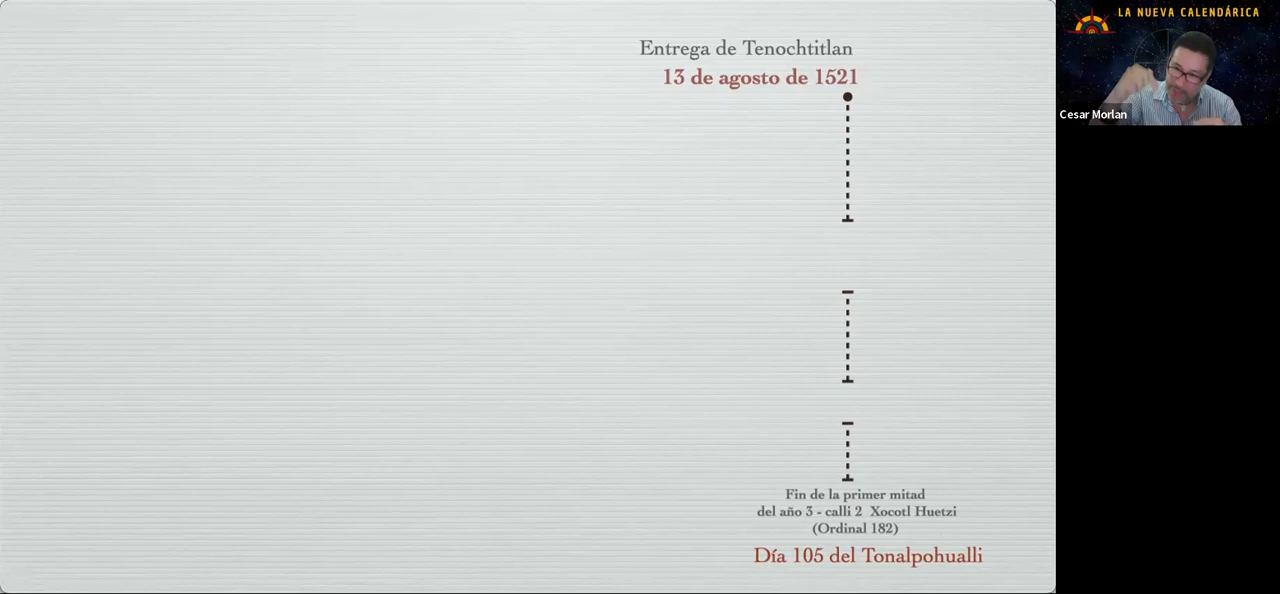 Entrega de Tenochtitlan
13 de agosto de 1521
Fin de la primer mitad
del año 3 - calli 2 Xocotl Huetzi
(Ordinal 182)
Día 105 del Tonalpohualli
LA NUEVA CALENDÁRICA
Cesar Morlan